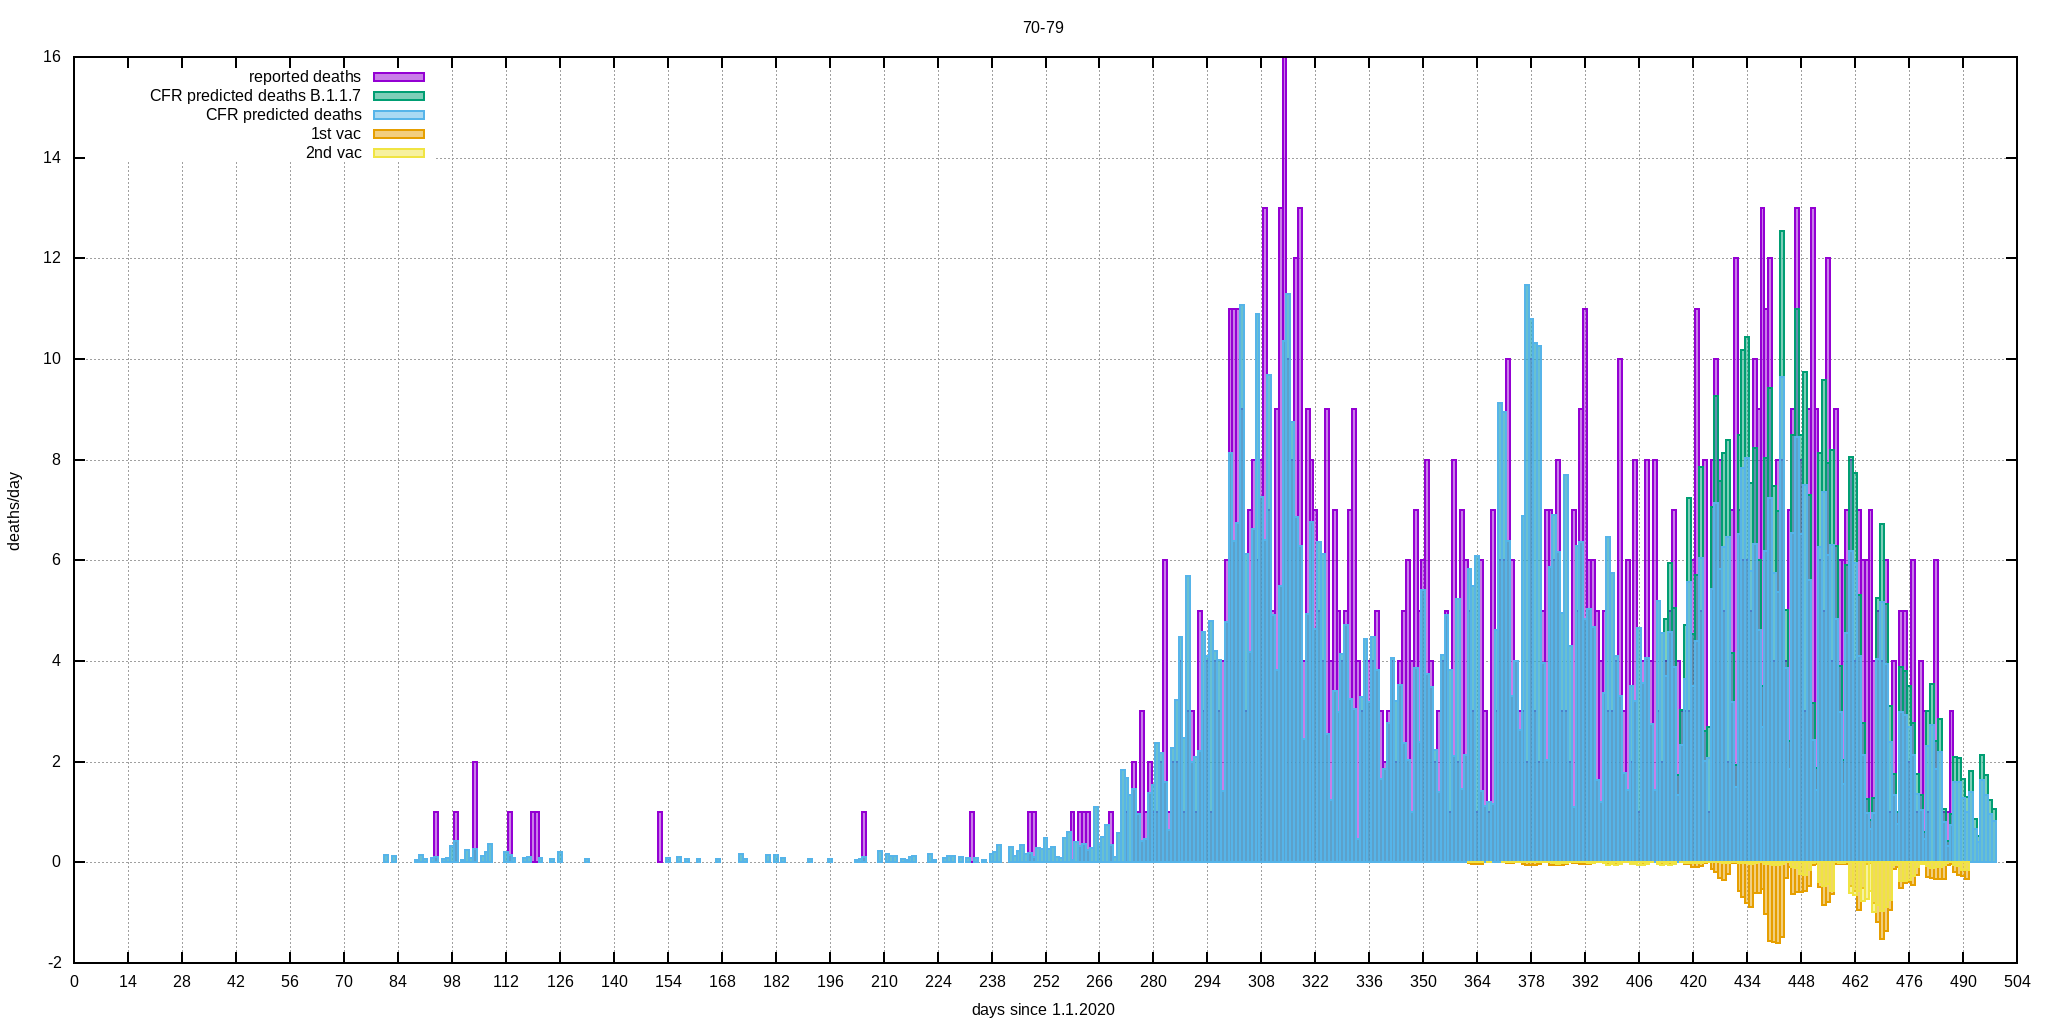 70-79
reported deaths
CFR predicted deaths B.1.1.7
CFR predicted deaths
1st vac
2nd vac
16
14
12
10
8
6
4
2
0
-2
deaths/day
0 14 28 42 56 70 84 98 112 126 140 154 168 182 196 210 224 238 252 266 280 294 308 322 336 350 364 378 392 406 420 434 448 462 476 490 504
days since 1.1.2020